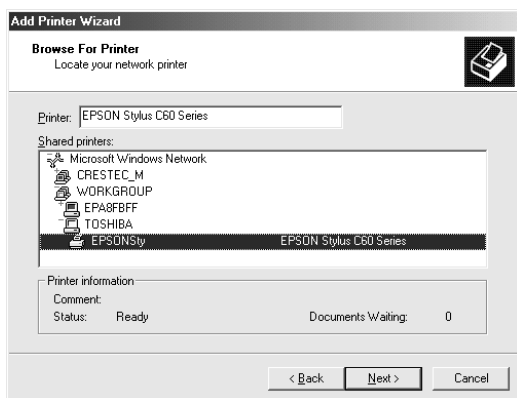 Add Printer Wizard
Browse For Printer
Locate your network printer
Printer: EPSON Stylus C60 Series
Shared printers:
Microsoft Windows Network
CRESTEC_M
WORKGROUP
EPA8FBFF
TOSHIBA
EPSONSty EPSON Stylus C60 Series
Printer information
Comment:
Status: Ready Documents Waiting: 0
< Back Next > Cancel